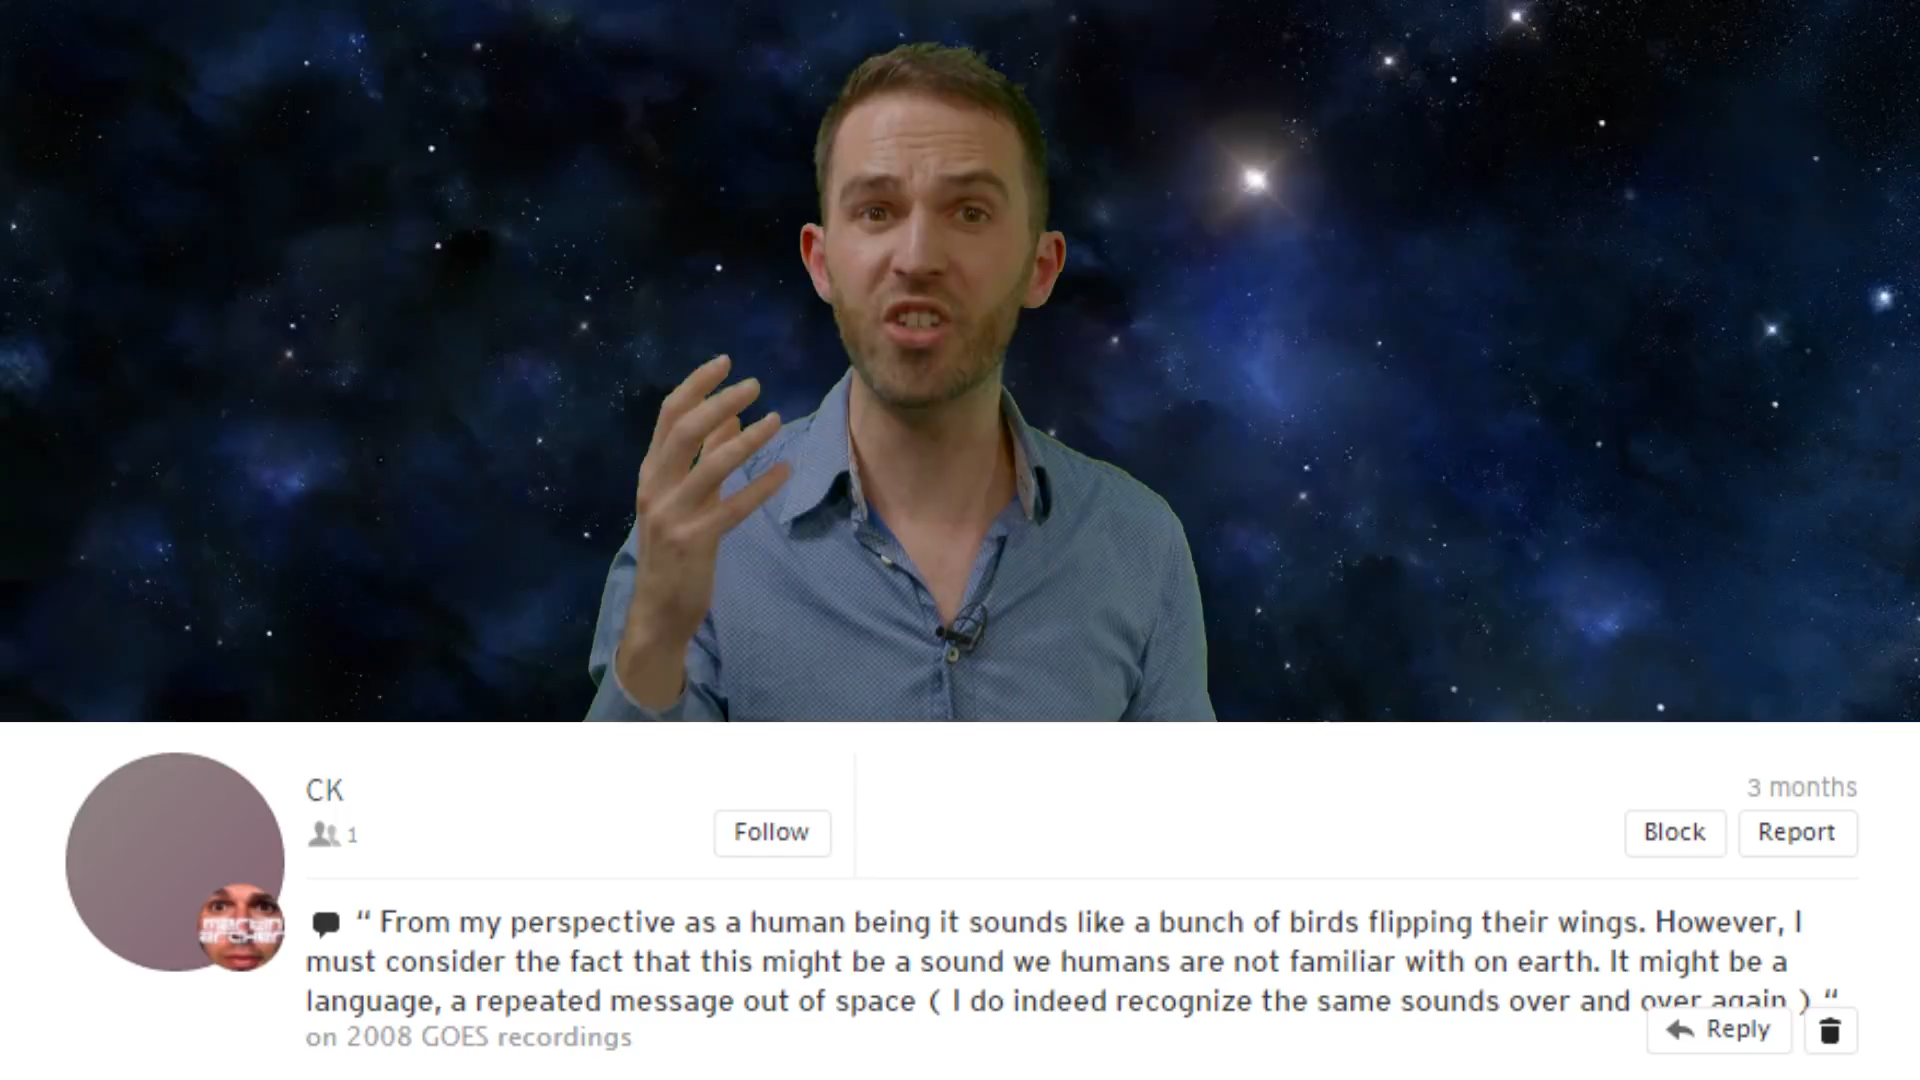 CK
3 months
1
Follow
Block
Report
“ From my perspective as a human being it sounds like a bunch of birds flipping their wings. However, I
must consider the fact that this might be a sound we humans are not familiar with on earth. It might be a
language, a repeated message out of space ( I do indeed recognize the same sounds over and over again ) “
on 2008 GOES recordings
Reply
martin
archer